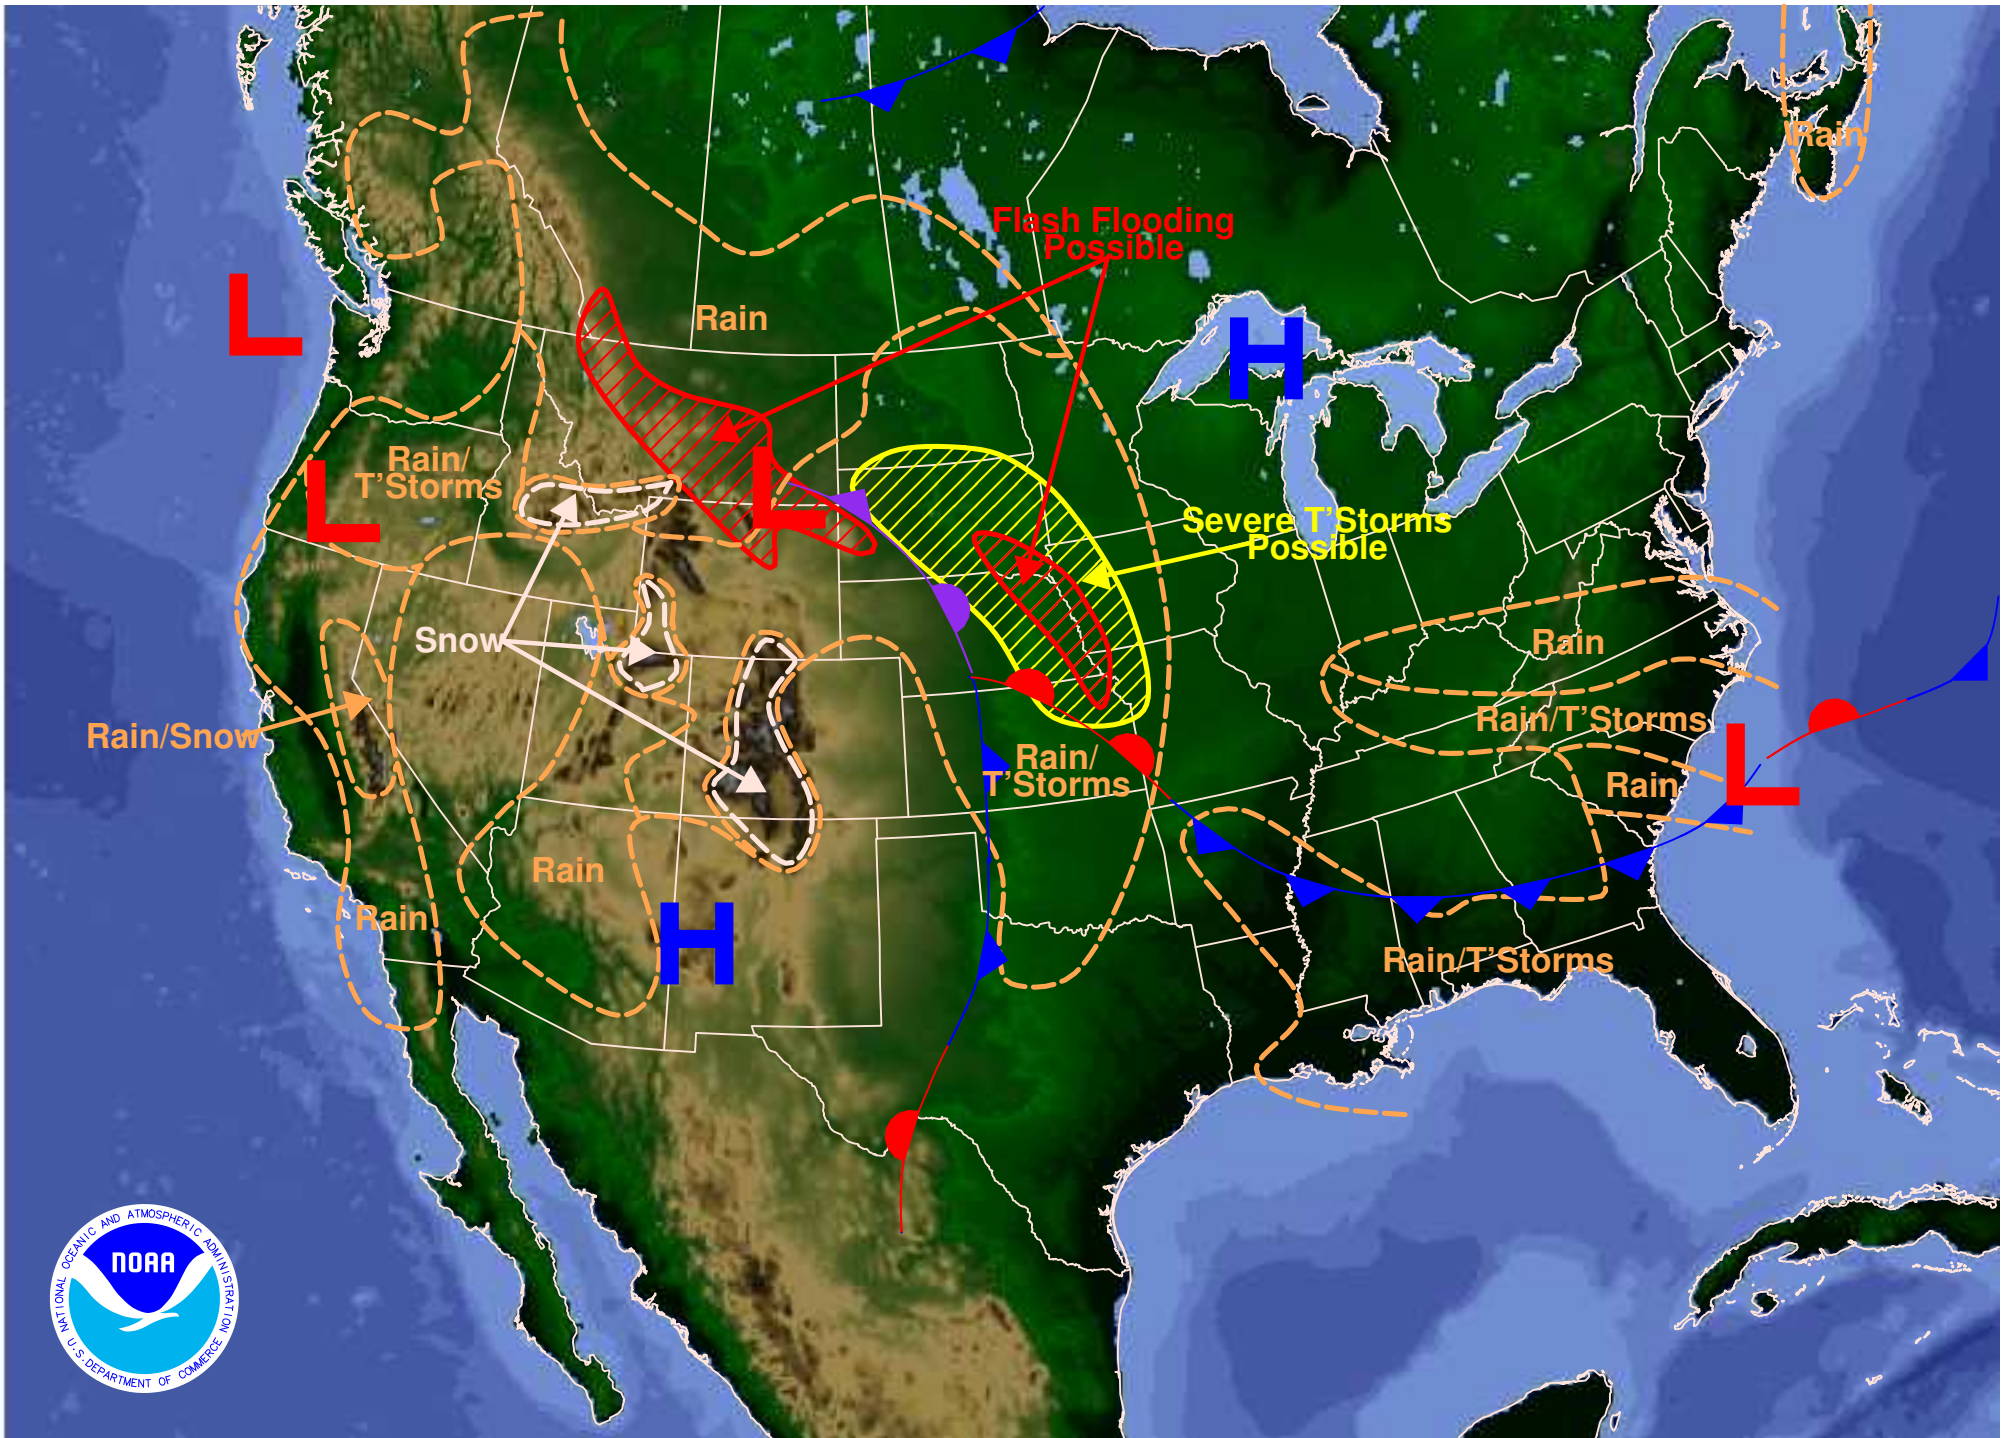 Rain
Flash Flooding
Possible
L
Rain
H
Rain/
T'Storms
L
L
Severe T'Storms
Possible
Snow
Rain
Rain/Snow
Rain/T'Storms
Rain/
T'Storms
L
Rain
Rain
Rain
H
Rain/T'Storms
NATIONAL OCEANIC AND ATMOSPHERIC ADMINISTRATION
NOAA
U.S. DEPARTMENT OF COMMERCE